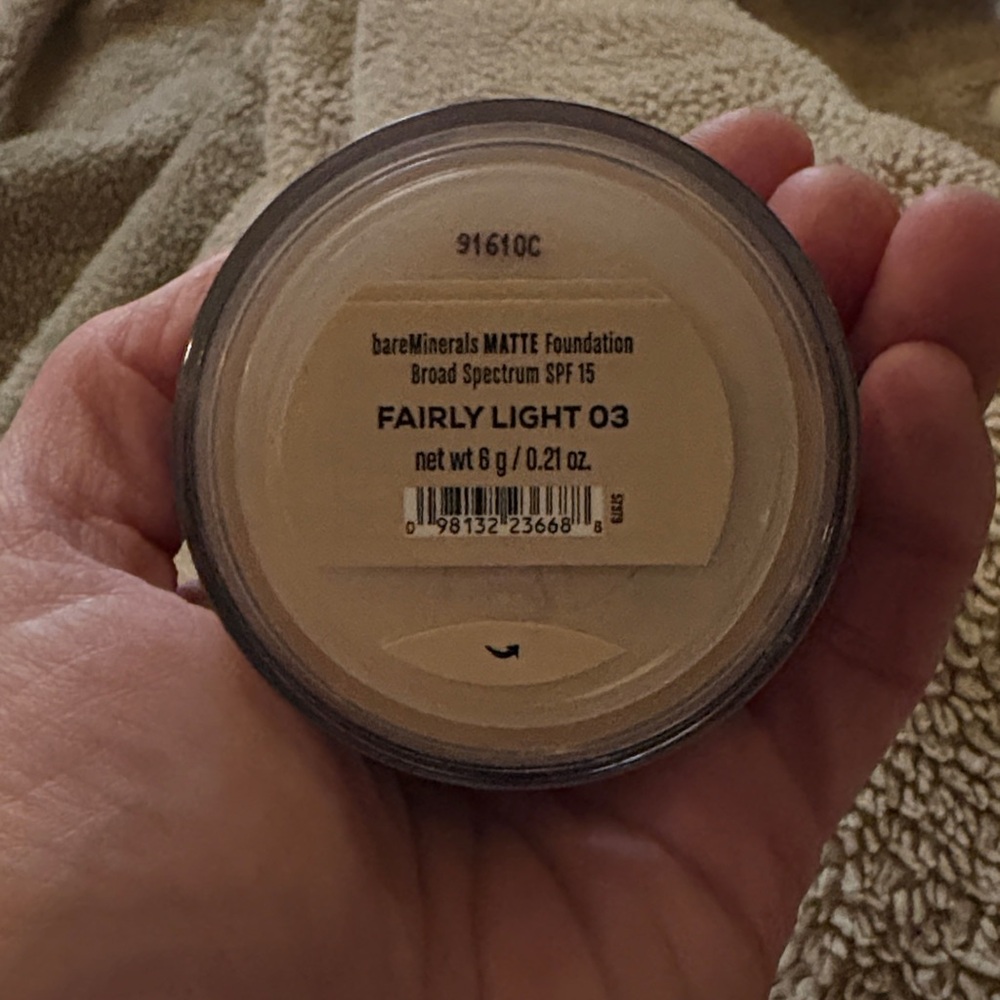 91610C
bareMinerals MATTE Foundation
Broad Spectrum SPF 15
FAIRLY LIGHT 03
net wt 6 g / 0.21 oz.
0 98132 23668 8